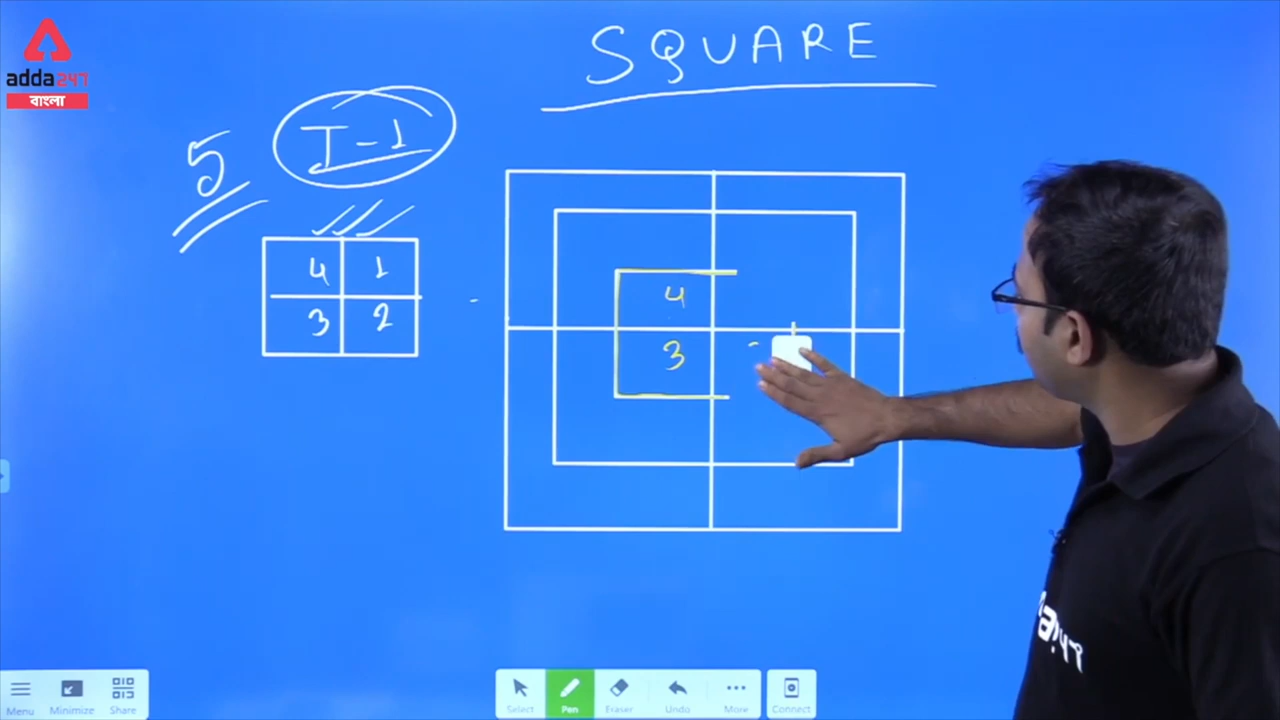 SQUARE
adda247
বাংলা
5
T-1
4 1
3 2
4
3
Menu Minimize Share
Select Pen Eraser Undo More Connect